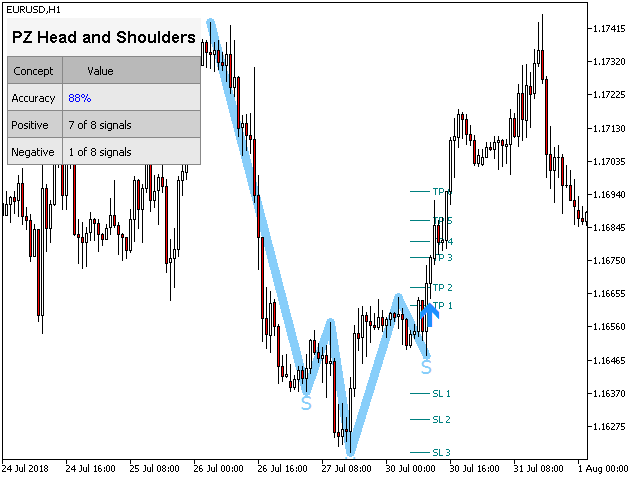 EURUSD,H1
PZ Head and Shoulders
Concept Value
Accuracy 88%
Positive 7 of 8 signals
Negative 1 of 8 signals
1.17415
1.17320
1.17225
1.17130
1.17035
1.16940
1.16845
1.16750
1.16655
1.16560
1.16465
1.16370
1.16275
TP
TP 5
4
TP 3
TP 2
TP 1
S
S
SL 1
SL 2
SL 3
24 Jul 2018
24 Jul 16:00
25 Jul 08:00
26 Jul 00:00
26 Jul 16:00
27 Jul 08:00
30 Jul 00:00
30 Jul 16:00
31 Jul 08:00
1 Aug 00:00